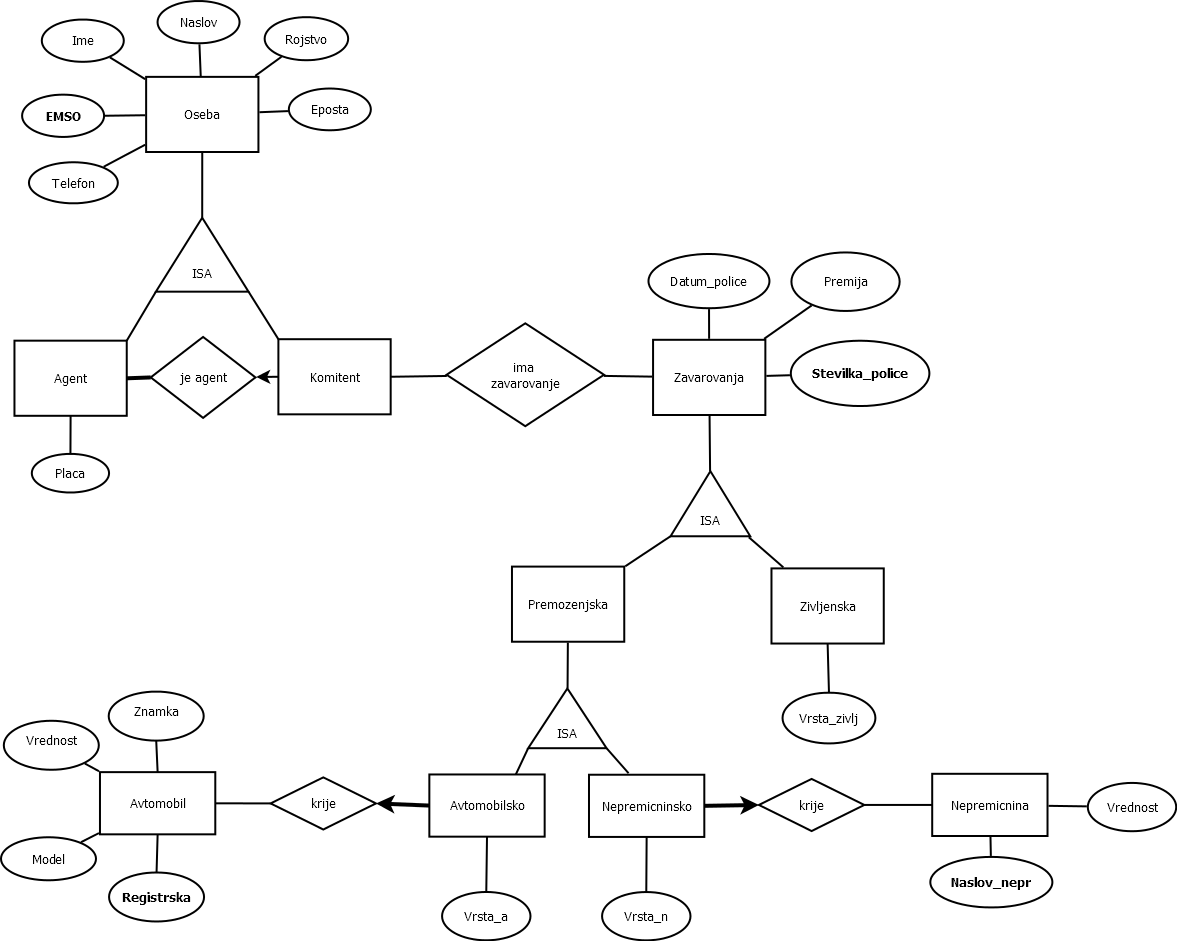 Naslov
Ime
Rojstvo
EMSO
Oseba
Eposta
Telefon
ISA
Datum_police
Premija
Agent
je agent
Komitent
ima
zavarovanje
Zavarovanja
Stevilka_police
Placa
ISA
Premozenjska
Zivljenska
Vrsta_zivlj
Znamka
Vrednost
ISA
Avtomobil
krije
Avtomobilsko
Nepremicninsko
krije
Nepremicnina
Vrednost
Model
Registrska
Naslov_nepr
Vrsta_a
Vrsta_n